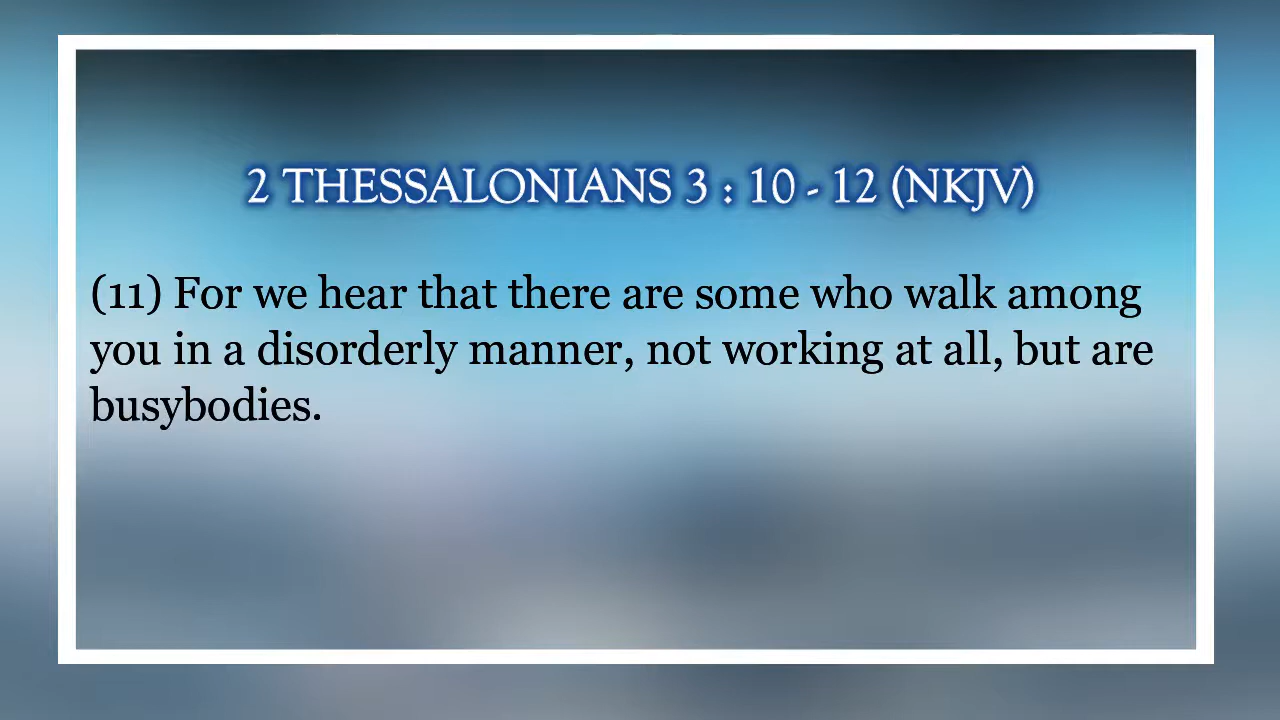 2 THESSALONIANS 3 : 10 - 12 (NKJV)
(11) For we hear that there are some who walk among
you in a disorderly manner, not working at all, but are
busybodies.